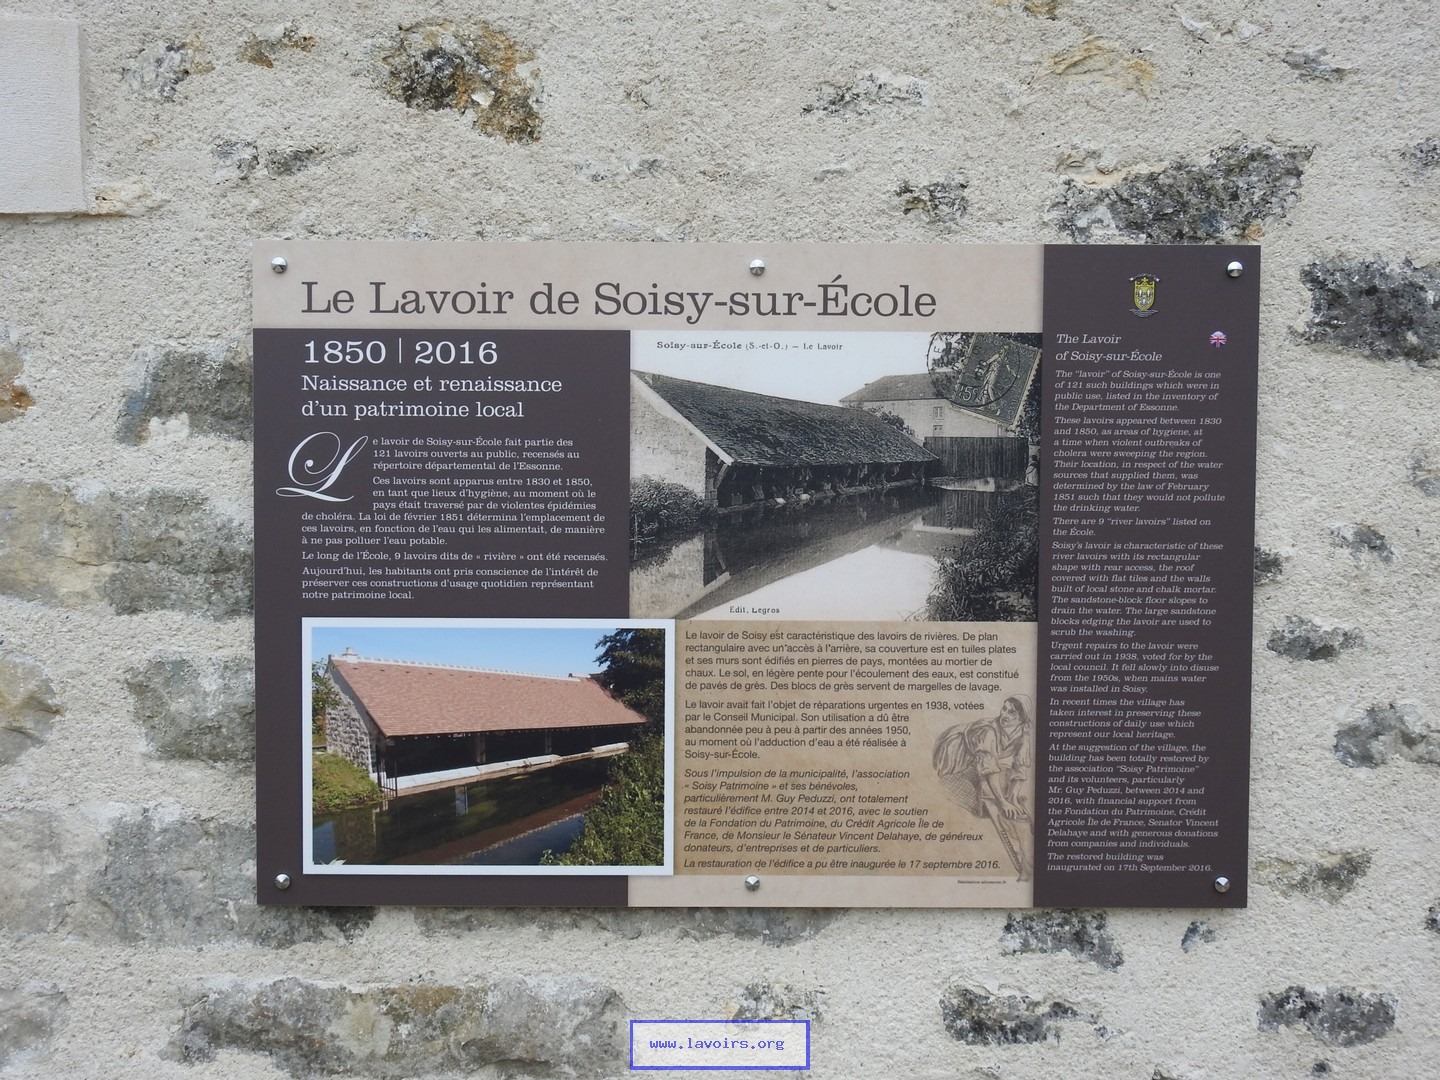 Le Lavoir de Soisy-sur-École
1850 | 2016
Naissance et renaissance
d'un patrimoine local
Le lavoir de Soisy-sur-École fait partie des
121 lavoirs ouverts au public, recensés au
répertoire départemental de l'Essonne.
Ces lavoirs sont apparus entre 1830 et 1850,
en tant que lieux d'hygiène, au moment où le
pays était traversé par de violentes épidémies
de choléra. La loi de février 1851 détermina l'emplacement de
ces lavoirs, en fonction de l'eau qui les alimentait, de manière
à ne pas polluer l'eau potable.
Le long de l'École, 9 lavoirs dits de « rivière » ont été recensés.
Aujourd'hui, les habitants ont pris conscience de l'intérêt de
préserver ces constructions d'usage quotidien représentant
notre patrimoine local.
Soisy-sur-École (S.-et-O.) — Le Lavoir
Edit. Legros
Le lavoir de Soisy est caractéristique des lavoirs de rivières. De plan
rectangulaire avec un accès à l'arrière, sa couverture est en tuiles plates
et ses murs sont édifiés en pierres de pays, montées au mortier de
chaux. Le sol, en légère pente pour l'écoulement des eaux, est constitué
de pavés de grès. Des blocs de grès servent de margelles de lavage.
Le lavoir avait fait l'objet de réparations urgentes en 1938, votées
par le Conseil Municipal. Son utilisation a dû être
abandonnée peu à peu à partir des années 1950,
au moment où l'adduction d'eau a été réalisée à
Soisy-sur-École.
Sous l'impulsion de la municipalité, l'association
« Soisy Patrimoine » et ses bénévoles,
particulièrement M. Guy Peduzzi, ont totalement
restauré l'édifice entre 2014 et 2016, avec le soutien
de la Fondation du Patrimoine, du Crédit Agricole Île de
France, de Monsieur le Sénateur Vincent Delahaye, de généreux
donateurs, d'entreprises et de particuliers.
La restauration de l'édifice a pu être inaugurée le 17 septembre 2016.
The Lavoir
of Soisy-sur-École
The "lavoir" of Soisy-sur-École is one
of 121 such buildings which were in
public use, listed in the inventory of
the Department of Essonne.
These lavoirs appeared between 1830
and 1850, as areas of hygiene, at
a time when violent outbreaks of
cholera were sweeping the region.
Their location, in respect of the water
sources that supplied them, was
determined by the law of February
1851 such that they would not pollute
the drinking water.
There are 9 "river lavoirs" listed on
the École.
Soisy's lavoir is characteristic of these
river lavoirs with its rectangular
shape with rear access, the roof
covered with flat tiles and the walls
built of local stone and chalk mortar.
The sandstone-block floor slopes to
drain the water. The large sandstone
blocks edging the lavoir are used to
scrub the washing.
Urgent repairs to the lavoir were
carried out in 1938, voted for by the
local council. It fell slowly into disuse
from the 1950s, when mains water
was installed in Soisy.
In recent times the village has
taken interest in preserving these
constructions of daily use which
represent our local heritage.
At the suggestion of the village, the
building has been totally restored by
the association "Soisy Patrimoine"
and its volunteers, particularly
Mr. Guy Peduzzi, between 2014 and
2016, with financial support from
the Fondation du Patrimoine, Crédit
Agricole Île de France, Senator Vincent
Delahaye and with generous donations
from companies and individuals.
The restored building was
inaugurated on 17th September 2016.
www.lavoirs.org